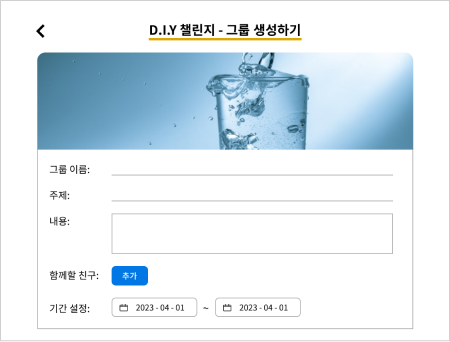 D.I.Y 챌린지 - 그룹 생성하기
그룹 이름:
주제:
내용:
함께할 친구: 추가
기간 설정: 2023 - 04 - 01 ~ 2023 - 04 - 01